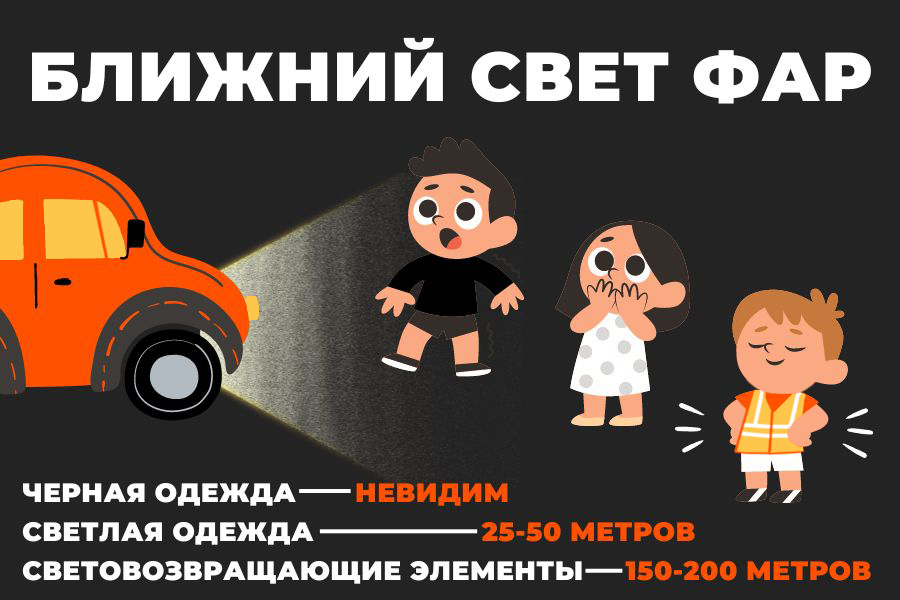 БЛИЖНИЙ СВЕТ ФАР
ЧЕРНАЯ ОДЕЖДА — НЕВИДИМ
СВЕТЛАЯ ОДЕЖДА — 25-50 МЕТРОВ
СВЕТОВОЗВРАЩАЮЩИЕ ЭЛЕМЕНТЫ — 150-200 МЕТРОВ